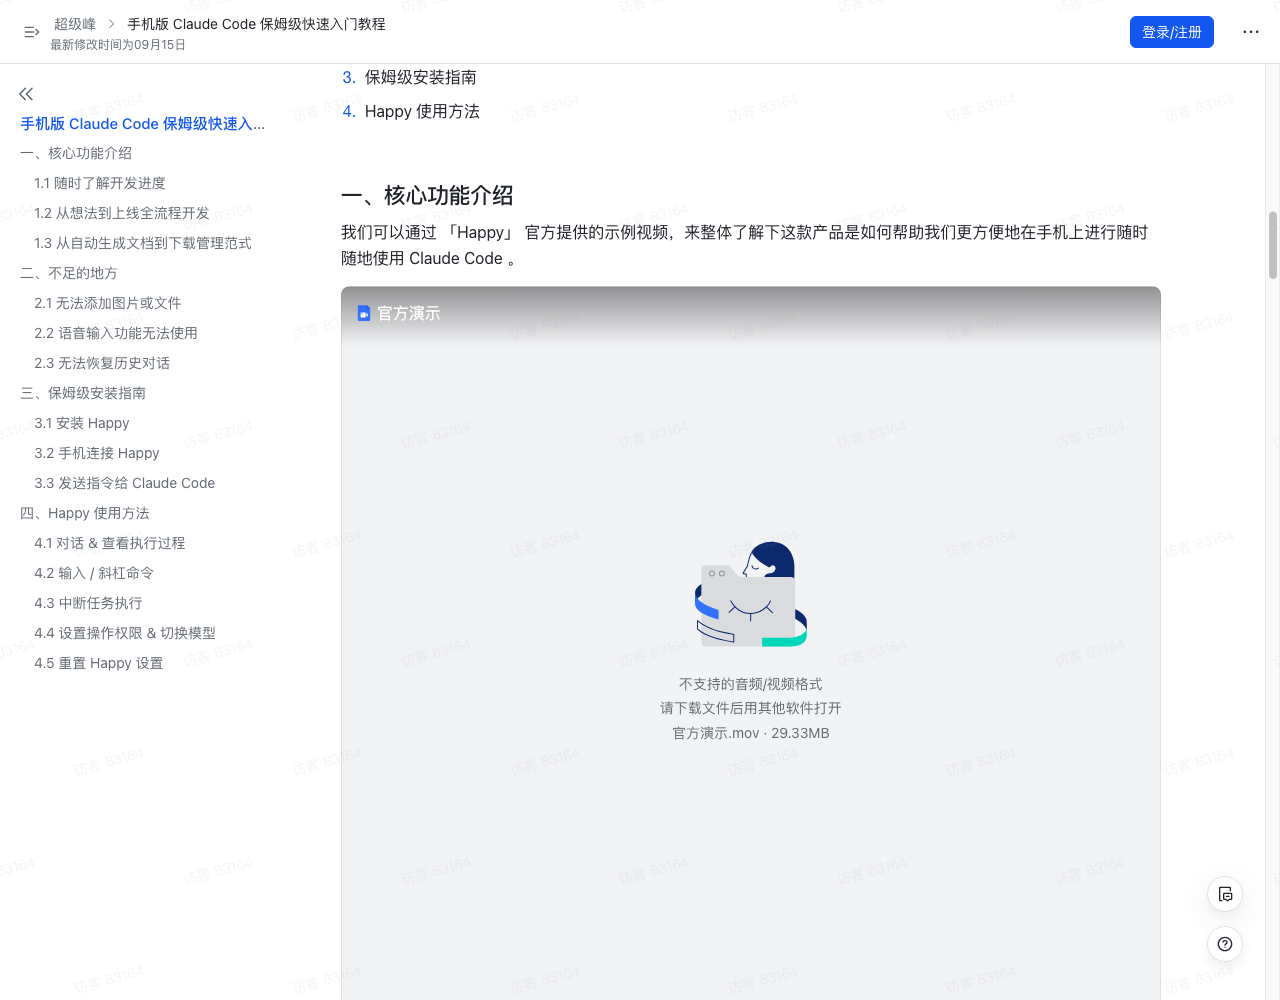 超级峰
手机版 Claude Code 保姆级快速入门教程
最新修改时间为09月15日
登录/注册
手机版 Claude Code 保姆级快速入...
一、核心功能介绍
1.1 随时了解开发进度
1.2 从想法到上线全流程开发
1.3 从自动生成文档到下载管理范式
二、不足的地方
2.1 无法添加图片或文件
2.2 语音输入功能无法使用
2.3 无法恢复历史对话
三、保姆级安装指南
3.1 安装 Happy
3.2 手机连接 Happy
3.3 发送指令给 Claude Code
四、Happy 使用方法
4.1 对话 & 查看执行过程
4.2 输入 / 斜杠命令
4.3 中断任务执行
4.4 设置操作权限 & 切换模型
4.5 重置 Happy 设置
3. 保姆级安装指南
4. Happy 使用方法
一、核心功能介绍
我们可以通过 「Happy」 官方提供的示例视频，来整体了解下这款产品是如何帮助我们更方便地在手机上进行随时
随地使用 Claude Code 。
官方演示
不支持的音频/视频格式
请下载文件后用其他软件打开
官方演示.mov · 29.33MB
访客 83164